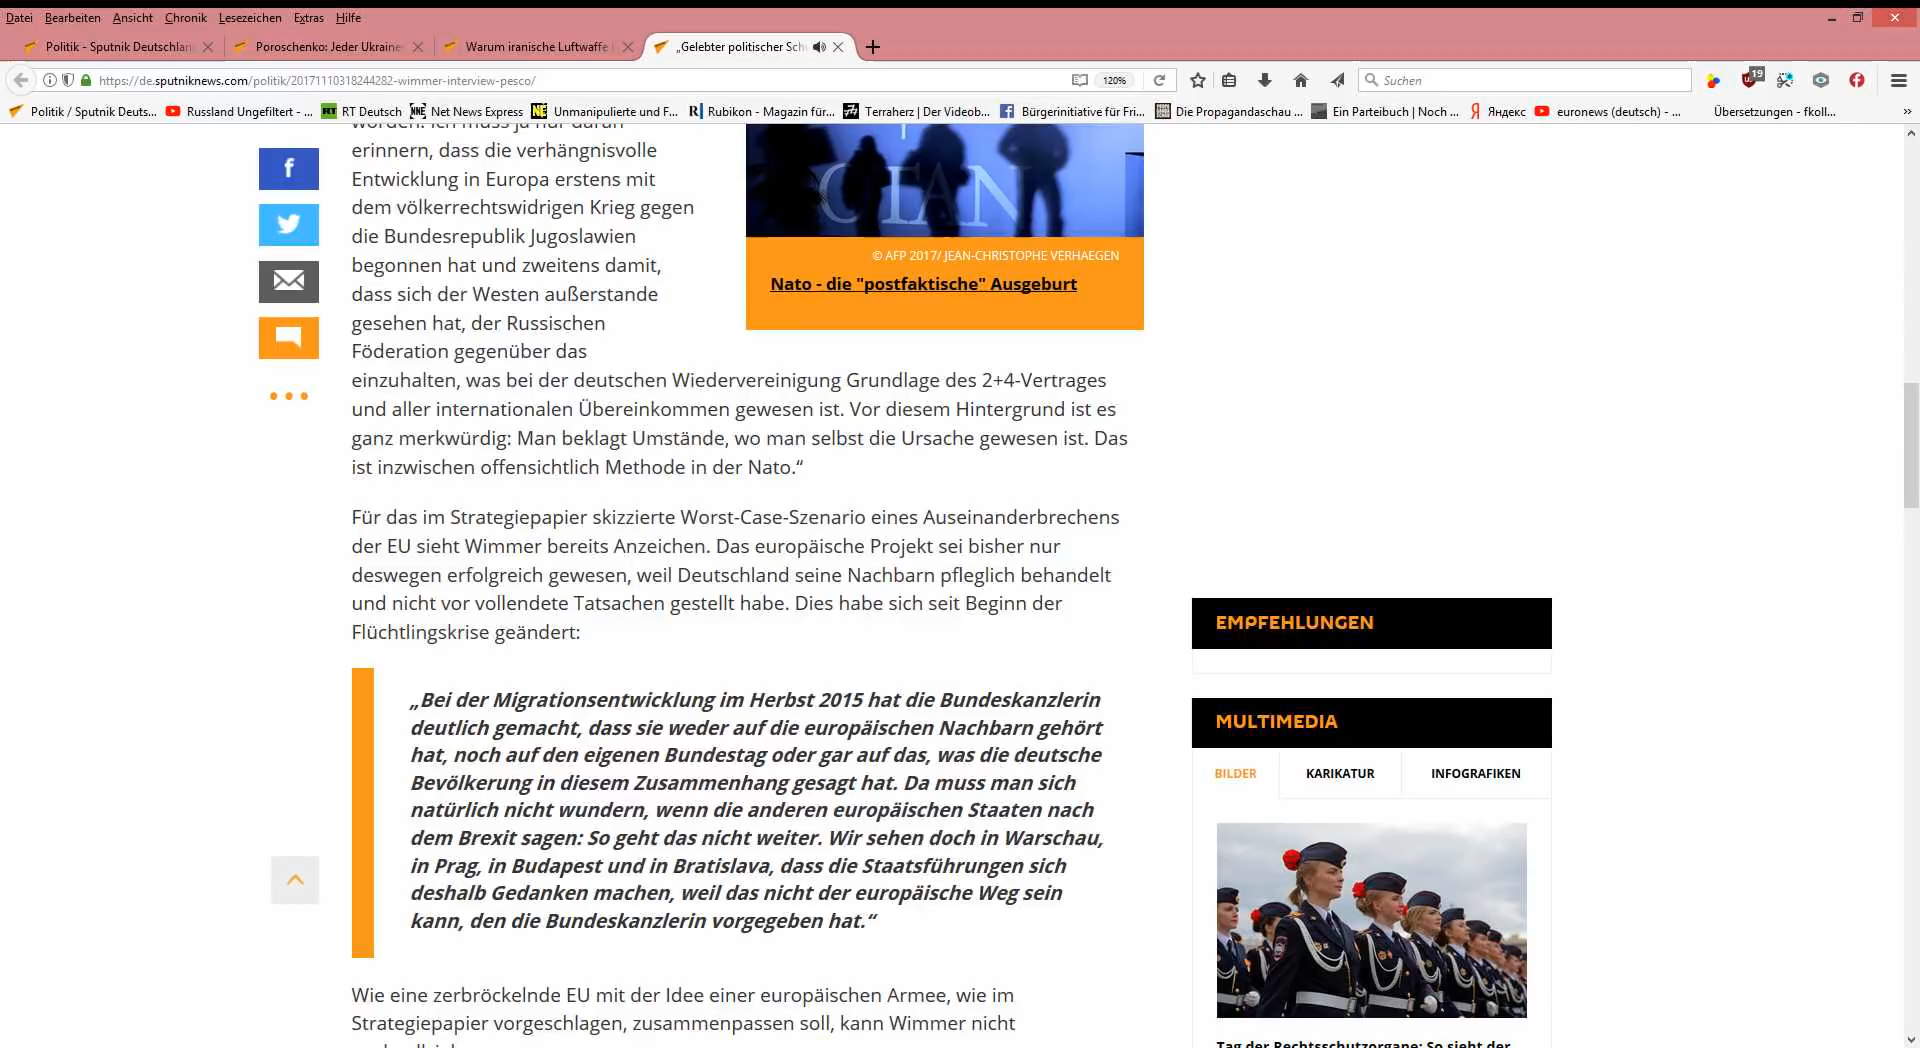 Datei Bearbeiten Ansicht Chronik Lesezeichen Extras Hilfe
Politik - Sputnik Deutschlan
Poroschenko: Jeder Ukraine
Warum iranische Luftwaffe
„Gelebter politischer Sch
https://de.sputniknews.com/politik/20171110318244282-wimmer-interview-pesco/
120%
Suchen
19
Politik / Sputnik Deuts...
Russland Ungefiltert - ...
RT Deutsch
Net News Express
Unmanipulierte und F...
Rubikon - Magazin für...
Terraherz | Der Videob...
Bürgerinitiative für Fri...
Die Propagandaschau ...
Ein Parteibuch | Noch ...
Яндекс
euronews (deutsch) - ...
Übersetzungen - fkoll...
worden. Ich muss ja nur daran
erinnern, dass die verhängnisvolle
Entwicklung in Europa erstens mit
dem völkerrechtswidrigen Krieg gegen
die Bundesrepublik Jugoslawien
begonnen hat und zweitens damit,
dass sich der Westen außerstande
gesehen hat, der Russischen
Föderation gegenüber das
einzuhalten, was bei der deutschen Wiedervereinigung Grundlage des 2+4-Vertrages
und aller internationalen Übereinkommen gewesen ist. Vor diesem Hintergrund ist es
ganz merkwürdig: Man beklagt Umstände, wo man selbst die Ursache gewesen ist. Das
ist inzwischen offensichtlich Methode in der Nato.“
OTAN
© AFP 2017/ JEAN-CHRISTOPHE VERHAEGEN
Nato - die "postfaktische" Ausgeburt
Für das im Strategiepapier skizzierte Worst-Case-Szenario eines Auseinanderbrechens
der EU sieht Wimmer bereits Anzeichen. Das europäische Projekt sei bisher nur
deswegen erfolgreich gewesen, weil Deutschland seine Nachbarn pfleglich behandelt
und nicht vor vollendete Tatsachen gestellt habe. Dies habe sich seit Beginn der
Flüchtlingskrise geändert:
„Bei der Migrationsentwicklung im Herbst 2015 hat die Bundeskanzlerin
deutlich gemacht, dass sie weder auf die europäischen Nachbarn gehört
hat, noch auf den eigenen Bundestag oder gar auf das, was die deutsche
Bevölkerung in diesem Zusammenhang gesagt hat. Da muss man sich
natürlich nicht wundern, wenn die anderen europäischen Staaten nach
dem Brexit sagen: So geht das nicht weiter. Wir sehen doch in Warschau,
in Prag, in Budapest und in Bratislava, dass die Staatsführungen sich
deshalb Gedanken machen, weil das nicht der europäische Weg sein
kann, den die Bundeskanzlerin vorgegeben hat.“
Wie eine zerbröckelnde EU mit der Idee einer europäischen Armee, wie im
Strategiepapier vorgeschlagen, zusammenpassen soll, kann Wimmer nicht
EMPFEHLUNGEN
MULTIMEDIA
BILDER KARIKATUR INFOGRAFIKEN
Tag der Rechtsschutzorgane: So sieht der